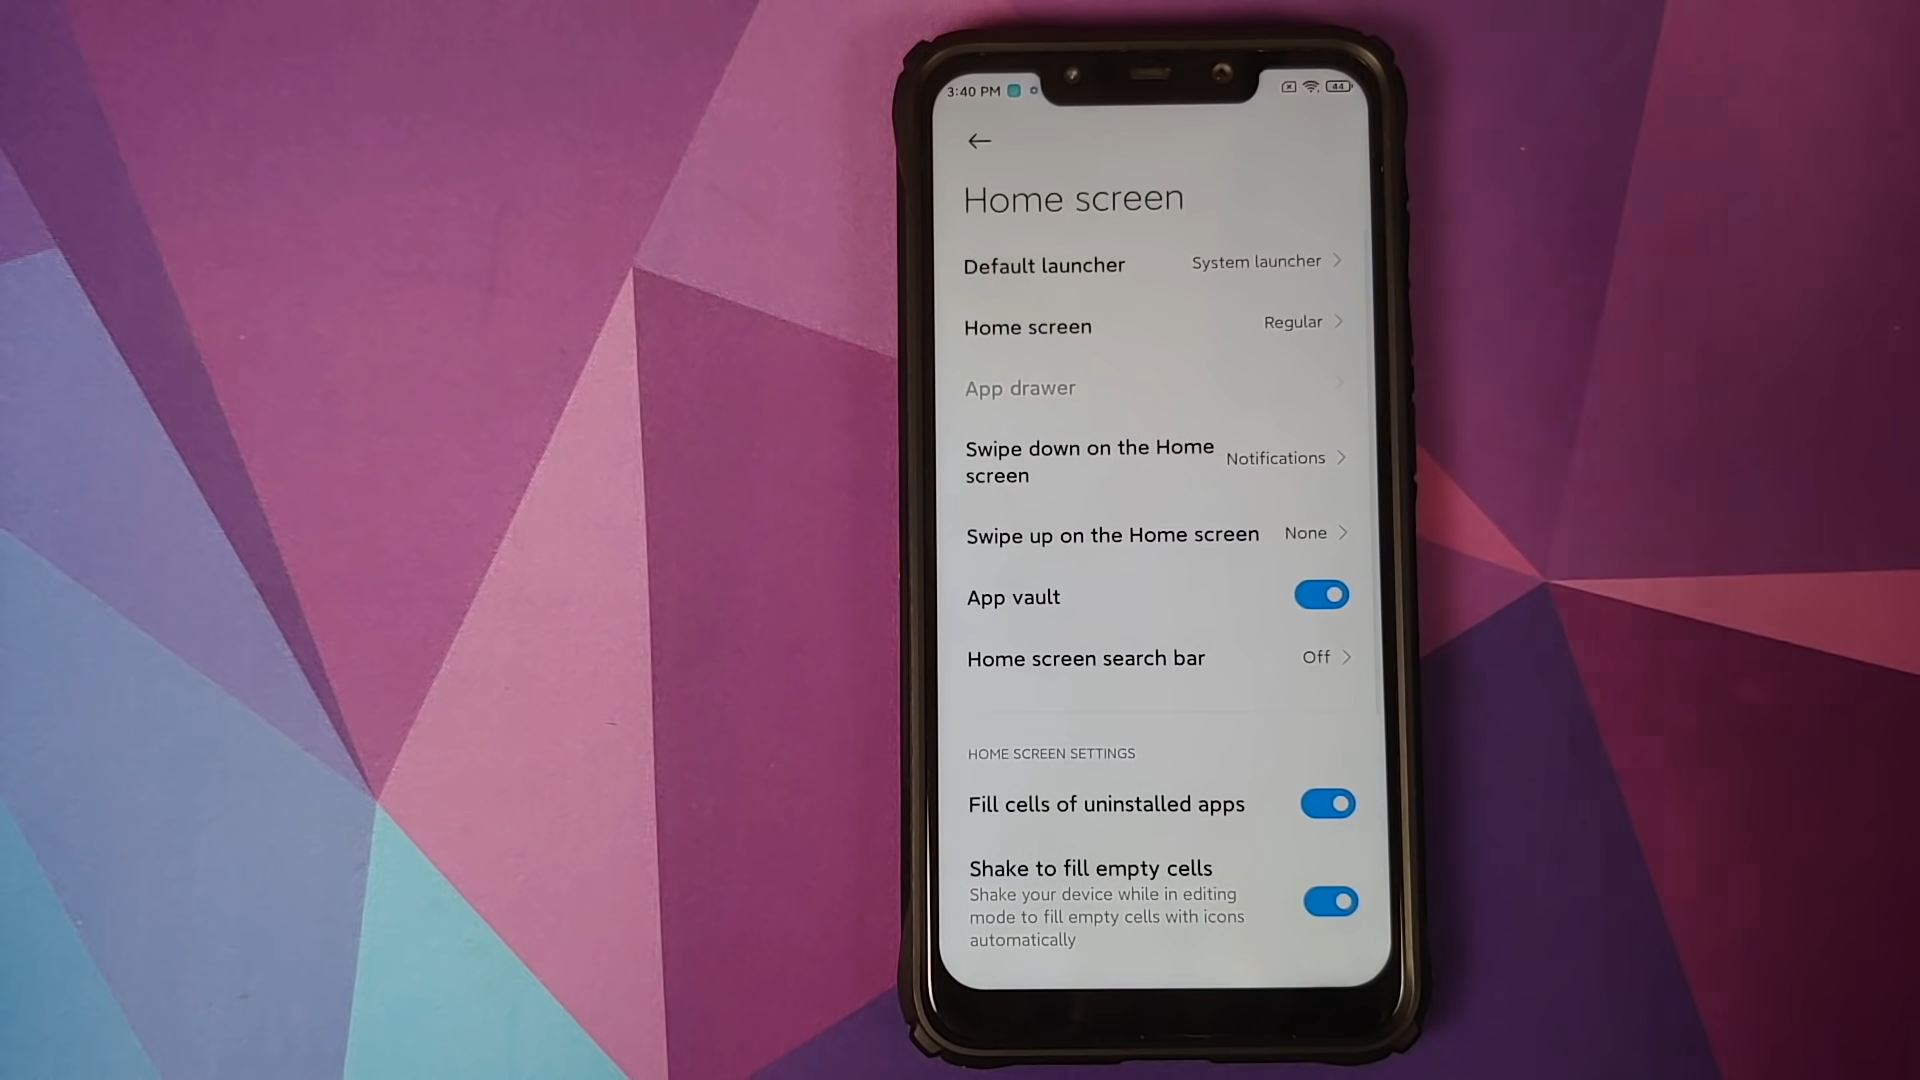 3:40 PM
44
Home screen
Default launcher System launcher
Home screen Regular
App drawer
Swipe down on the Home
screen
Notifications
Swipe up on the Home screen None
App vault
Home screen search bar Off
HOME SCREEN SETTINGS
Fill cells of uninstalled apps
Shake to fill empty cells
Shake your device while in editing
mode to fill empty cells with icons
automatically